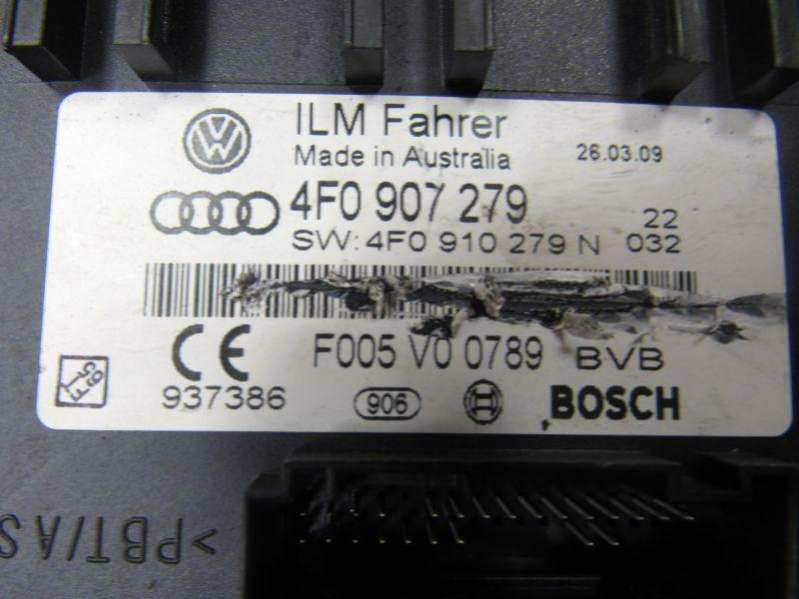 ILM Fahrer
Made in Australia
26.03.09
4F0 907 279
22
SW: 4F0 910 279 N 032
CE
F005 V0 0789 BVB
937386
906
BOSCH
>PBT/AS